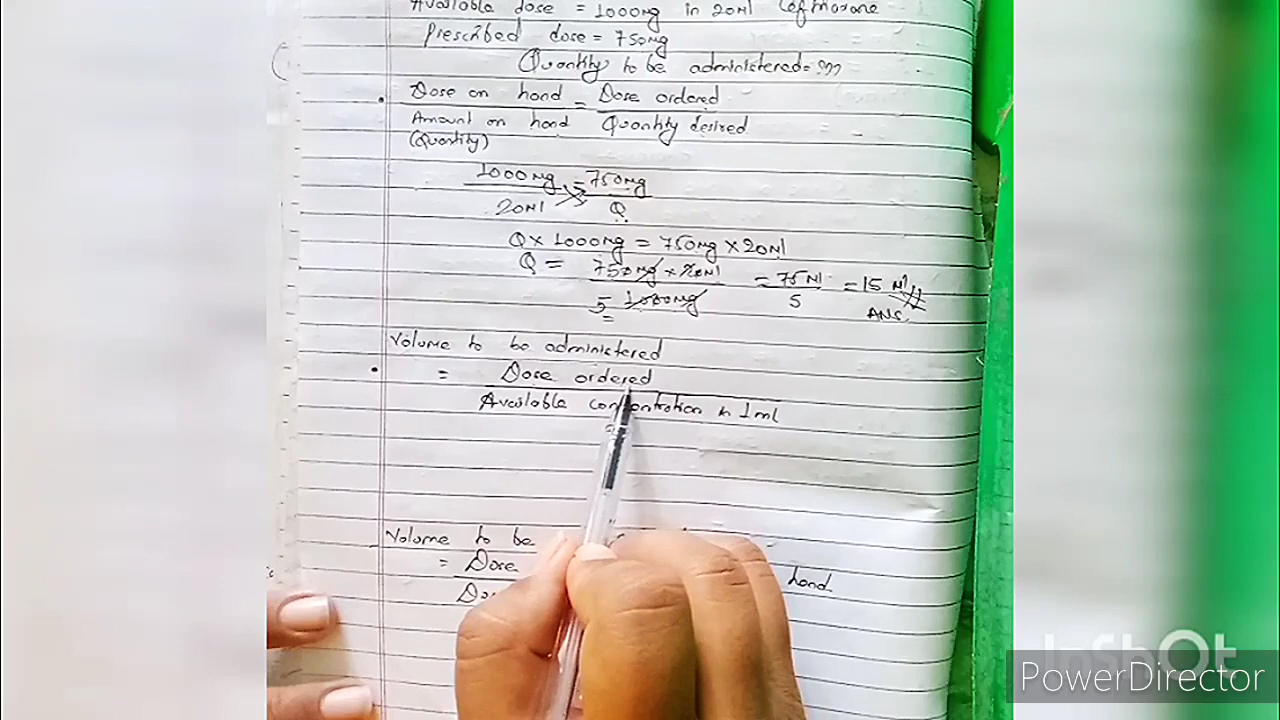 Available dose = 1000mg in 20ml
Prescribed dose = 750mg
Quantity to be administered = ???
Dose on hand = Dose ordered
Amount on hand Quantity desired
(Quantity)
1000mg = 750mg
20ml Q
Q × 1000mg = 750mg × 20ml
Q = 750mg × 20ml = 75ml = 15 ml
5 1000mg 5 ANS.
Volume to be administered
= Dose ordered
Available concentration in 1ml
Volume to be
= Dose hand
InShOt
PowerDirector